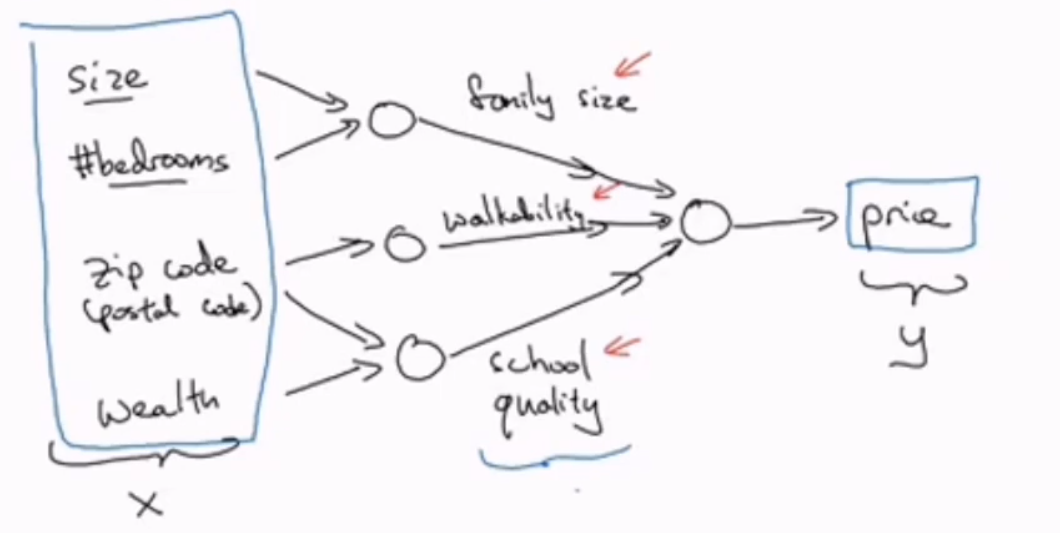 size
#bedrooms
zip code
(postal code)
wealth
X
family size
walkability
school
quality
price
y